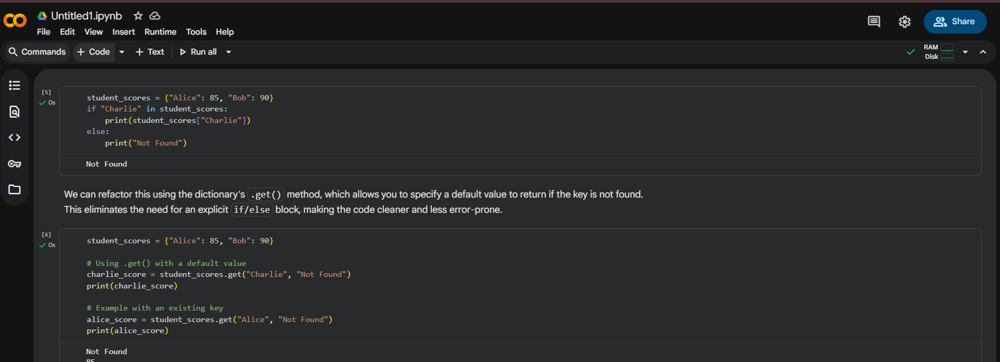 Untitled1.ipynb
File Edit View Insert Runtime Tools Help
Share
Commands + Code + Text Run all
RAM
Disk
[5]
0s
student_scores = {"Alice": 85, "Bob": 90}
if "Charlie" in student_scores:
    print(student_scores["Charlie"])
else:
    print("Not Found")
Not Found
We can refactor this using the dictionary's .get() method, which allows you to specify a default value to return if the key is not found.
This eliminates the need for an explicit if/else block, making the code cleaner and less error-prone.
[6]
0s
student_scores = {"Alice": 85, "Bob": 90}
# Using .get() with a default value
charlie_score = student_scores.get("Charlie", "Not Found")
print(charlie_score)
# Example with an existing key
alice_score = student_scores.get("Alice", "Not Found")
print(alice_score)
Not Found
85